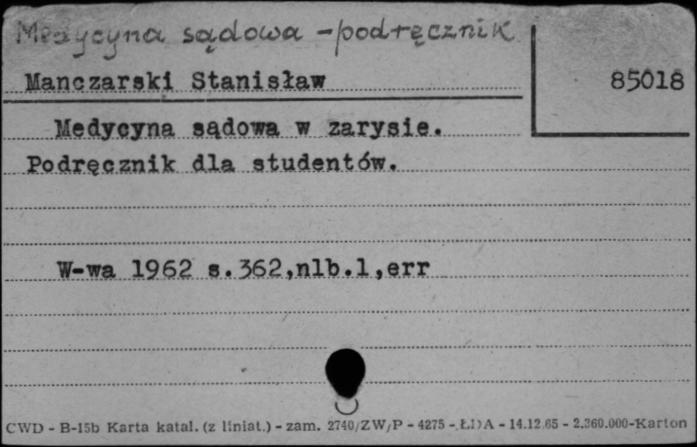 Medycyna sądowa - podręcznik
Manczarski Stanisław
85018
Medycyna sądowa w zarysie.
Podręcznik dla studentów.
W-wa 1962 s.362,nlb.1,err
CWD - B-15b Karta katal. (z liniat.) - zam. 2740/ZW/P - 4275 - ŁDA - 14.12.65 - 2.360.000-Karton